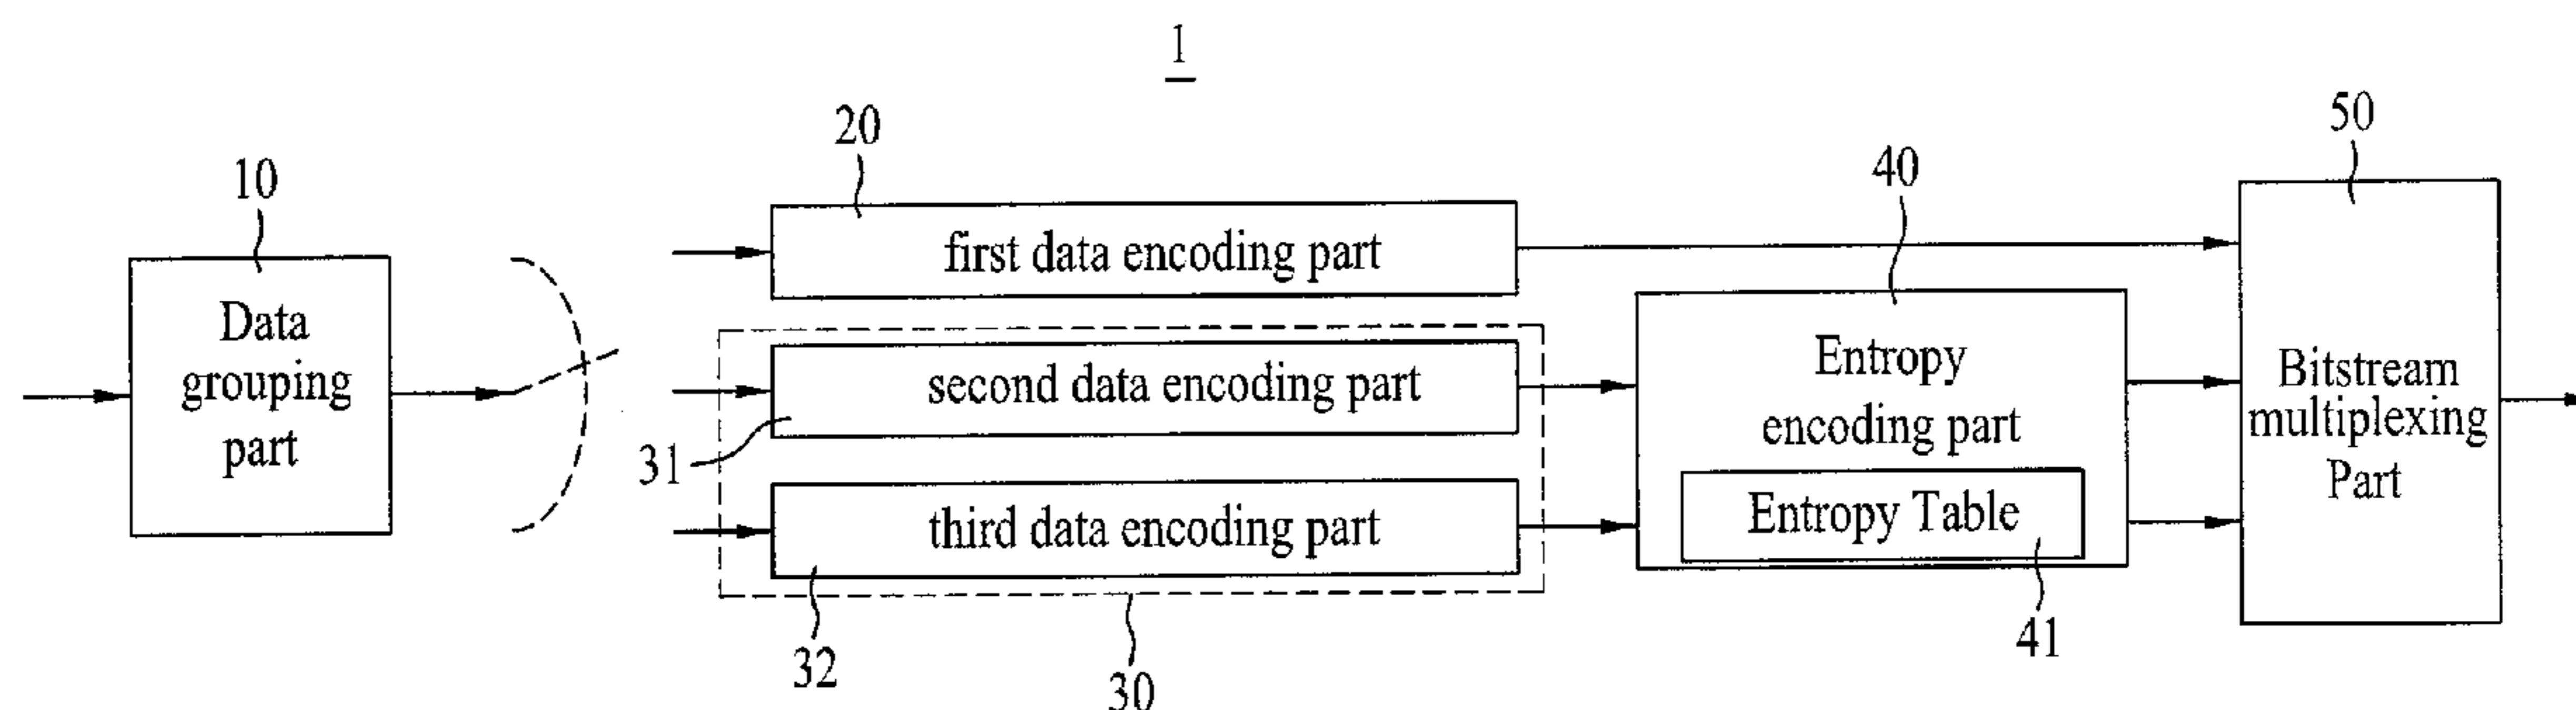 1
20
50
10
40
first data encoding part
Data
grouping
part
Entropy
encoding part
second data encoding part
Bitstream
multiplexing
Part
31
Entropy Table
third data encoding part
41
32
30